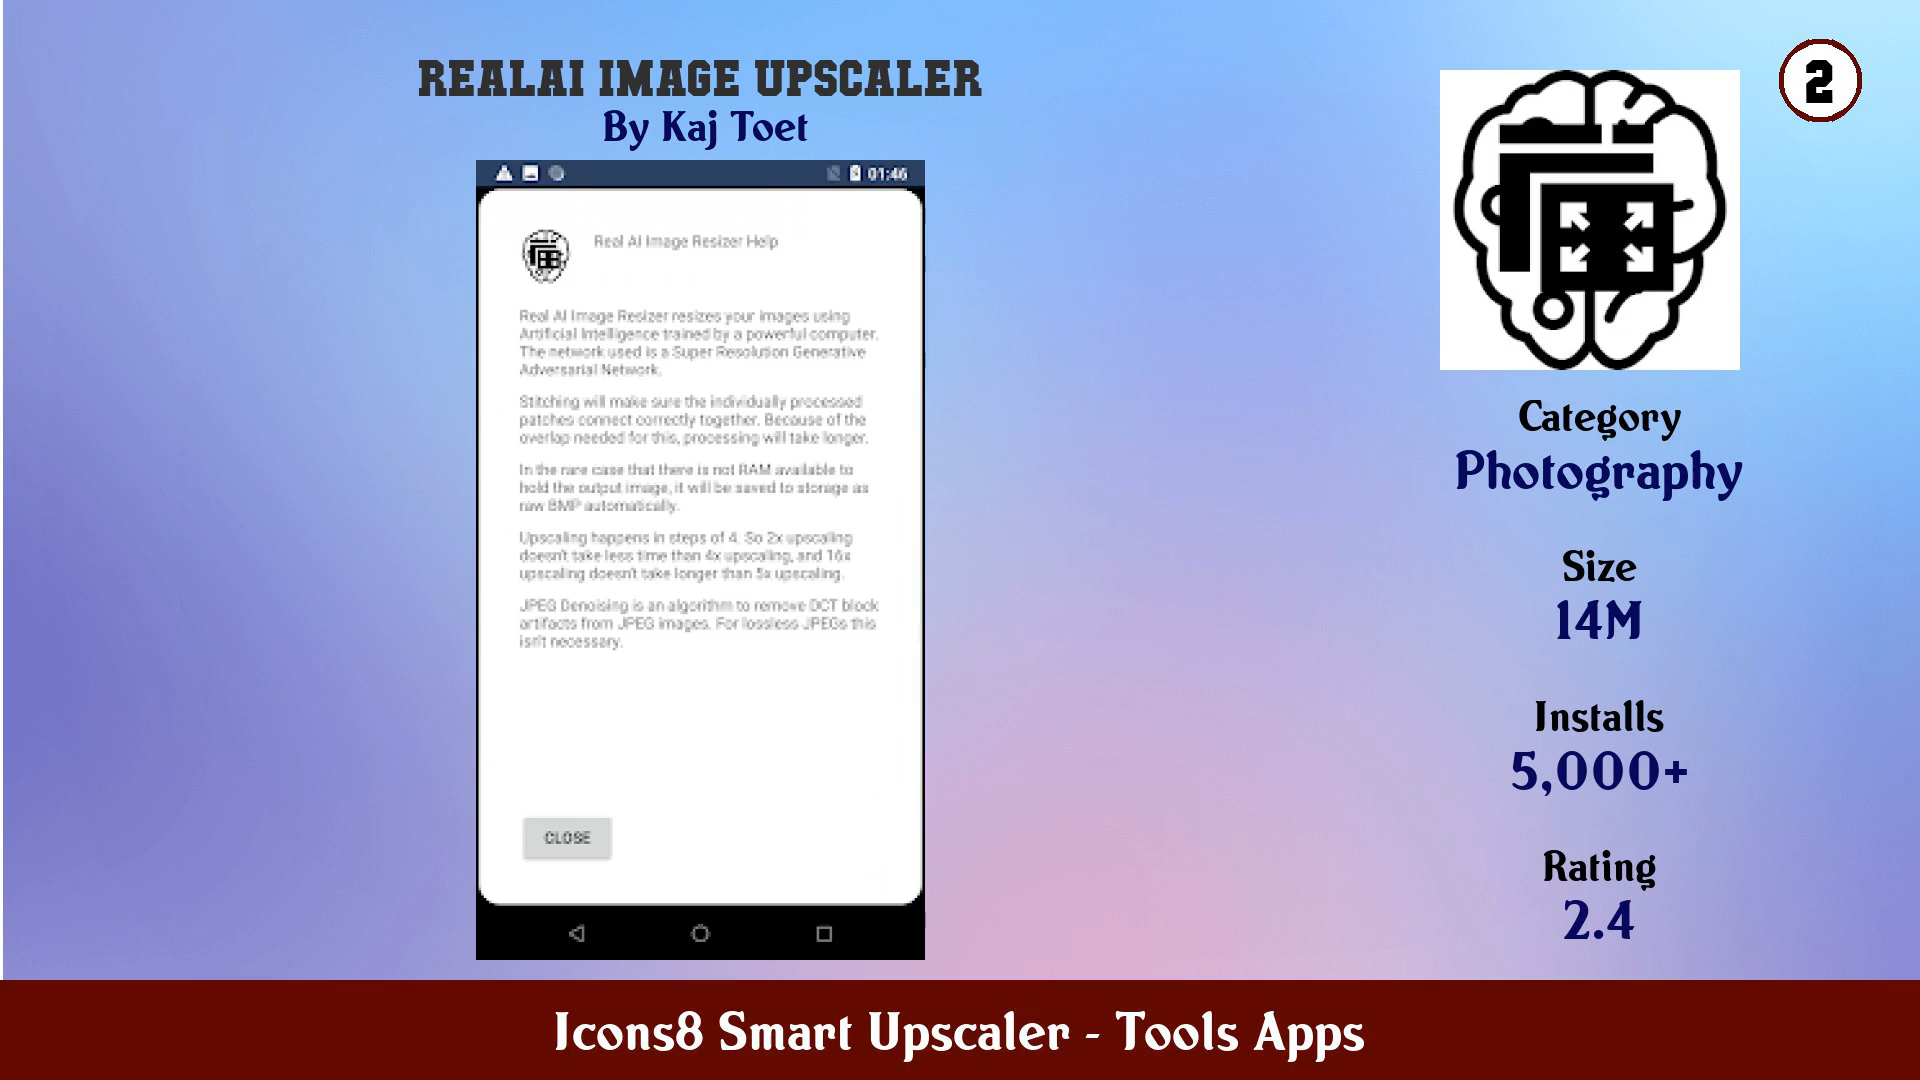 REALAI IMAGE UPSCALER
By Kaj Toet
2
01:46
Real AI Image Resizer Help
Real AI Image Resizer resizes your images using
Artificial Intelligence trained by a powerful computer.
The network used is a Super Resolution Generative
Adversarial Network.
Stitching will make sure the individually processed
patches connect correctly together. Because of the
overlap needed for this, processing will take longer.
In the rare case that there is not RAM available to
hold the output image, it will be saved to storage as
raw BMP automatically.
Upscaling happens in steps of 4. So 2x upscaling
doesn't take less time than 4x upscaling, and 16x
upscaling doesn't take longer than 5x upscaling.
JPEG Denoising is an algorithm to remove DCT block
artifacts from JPEG images. For lossless JPEGs this
isn't necessary.
CLOSE
Category
Photography
Size
14M
Installs
5,000+
Rating
2.4
Icons8 Smart Upscaler - Tools Apps